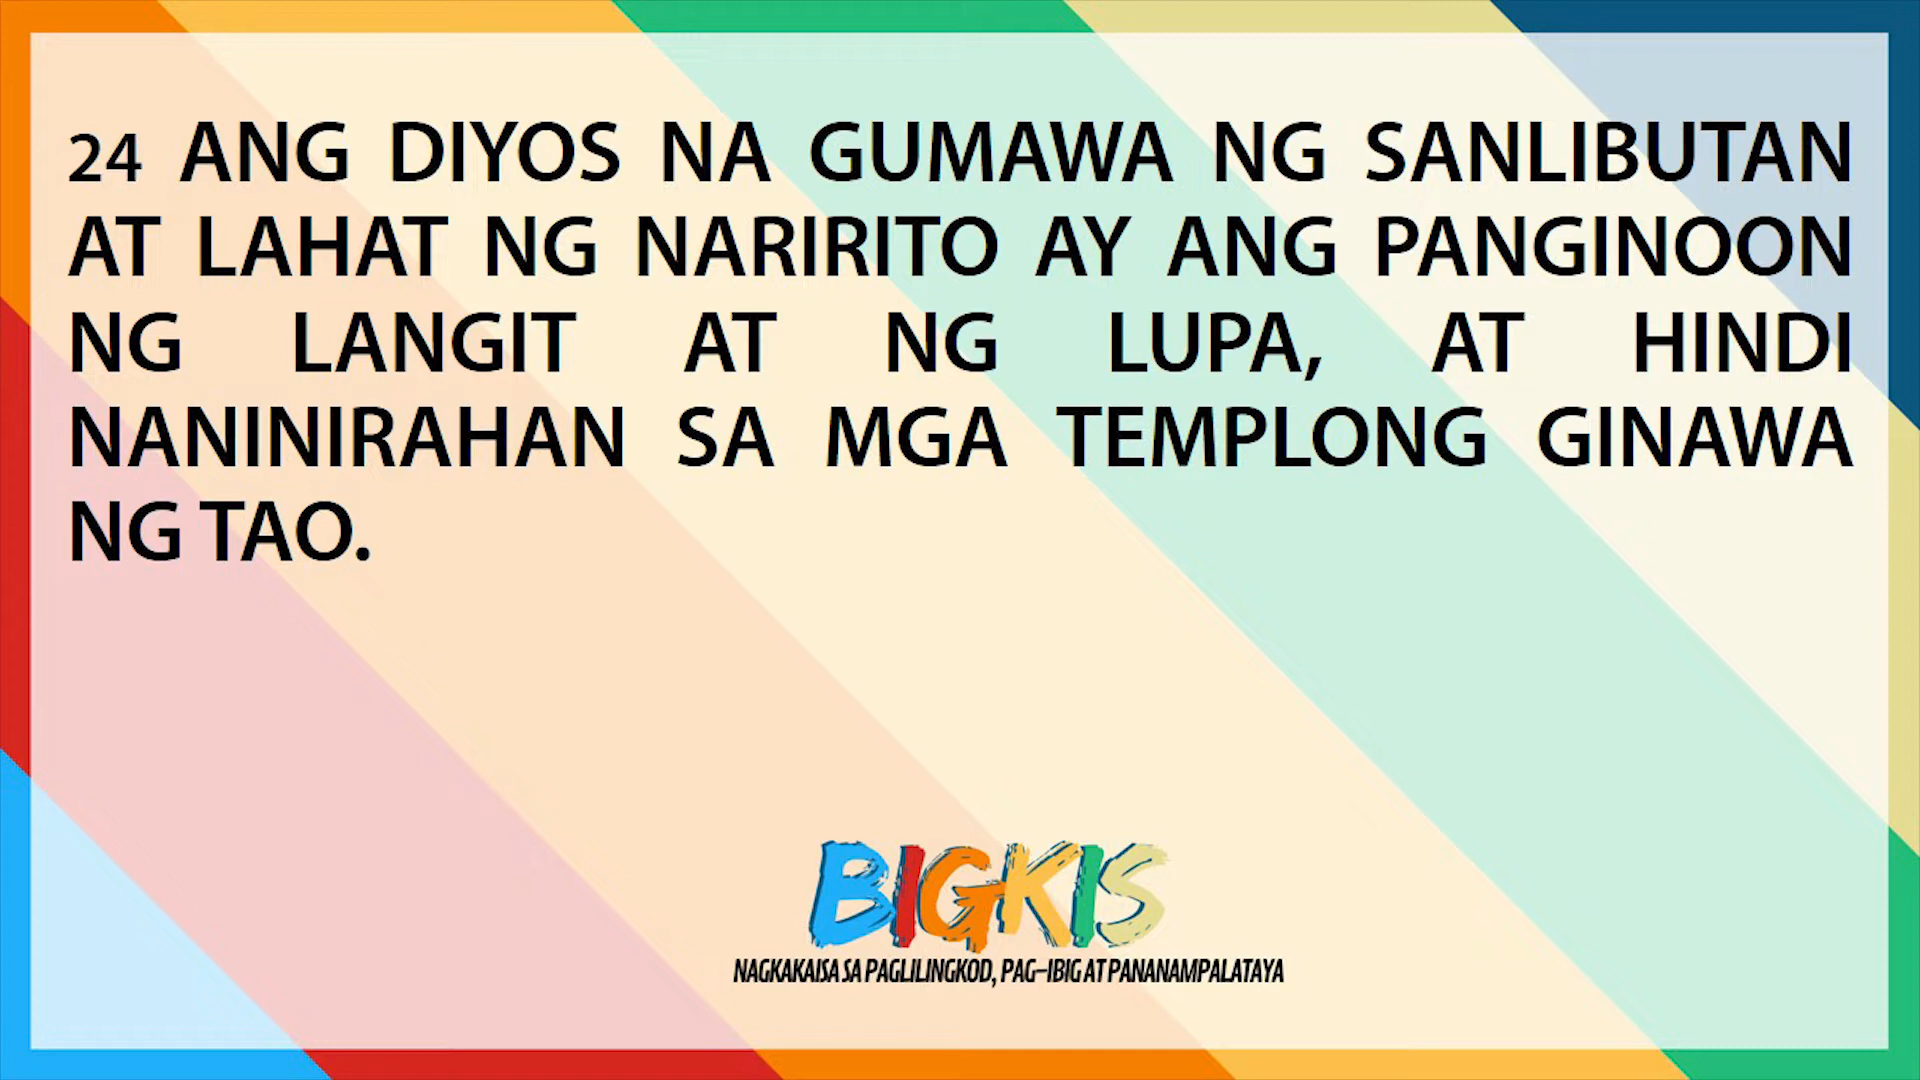 24 ANG DIYOS NA GUMAWA NG SANLIBUTAN
AT LAHAT NG NARIRITO AY ANG PANGINOON
NG LANGIT AT NG LUPA, AT HINDI
NANINIRAHAN SA MGA TEMPLONG GINAWA
NG TAO.
BIGKIS
NAGKAKAISA SA PAGLILINGKOD, PAG-IBIG AT PANANAMPALATAYA